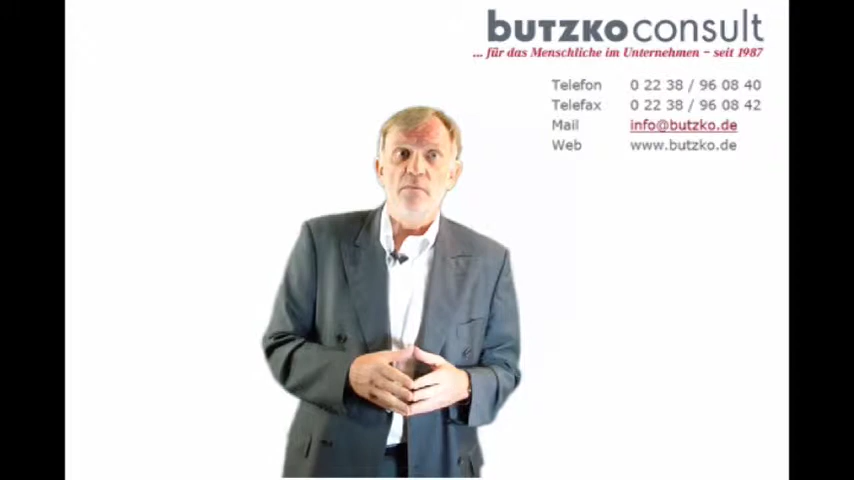 butzkoconsult
... für das Menschliche im Unternehmen – seit 1987
Telefon 0 22 38 / 96 08 40
Telefax 0 22 38 / 96 08 42
Mail info@butzko.de
Web www.butzko.de